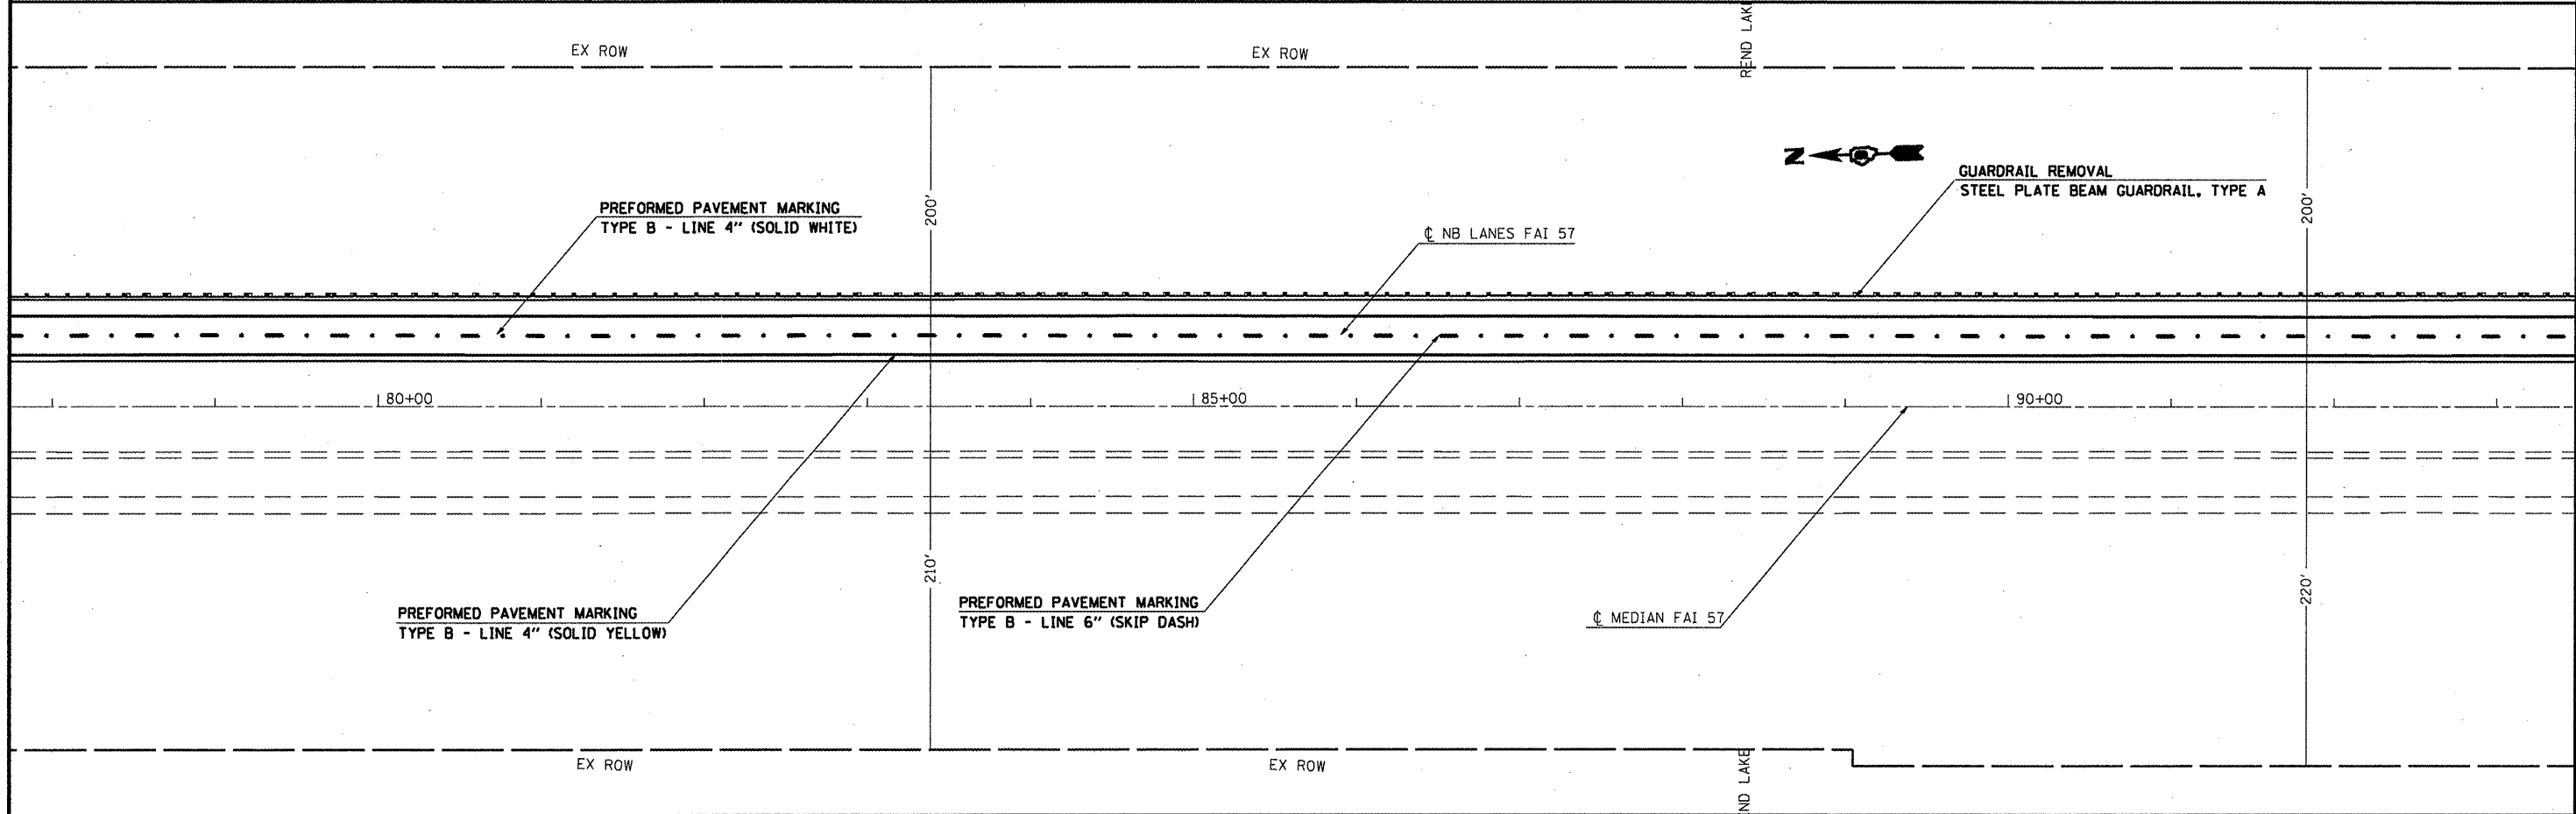 EX ROW
EX ROW
REND LAK
N
GUARDRAIL REMOVAL
STEEL PLATE BEAM GUARDRAIL, TYPE A
PREFORMED PAVEMENT MARKING
TYPE B - LINE 4" (SOLID WHITE)
200'
200'
℄ NB LANES FAI 57
80+00
85+00
90+00
210'
220'
PREFORMED PAVEMENT MARKING
TYPE B - LINE 4" (SOLID YELLOW)
PREFORMED PAVEMENT MARKING
TYPE B - LINE 6" (SKIP DASH)
℄ MEDIAN FAI 57
EX ROW
EX ROW
ND LAKE